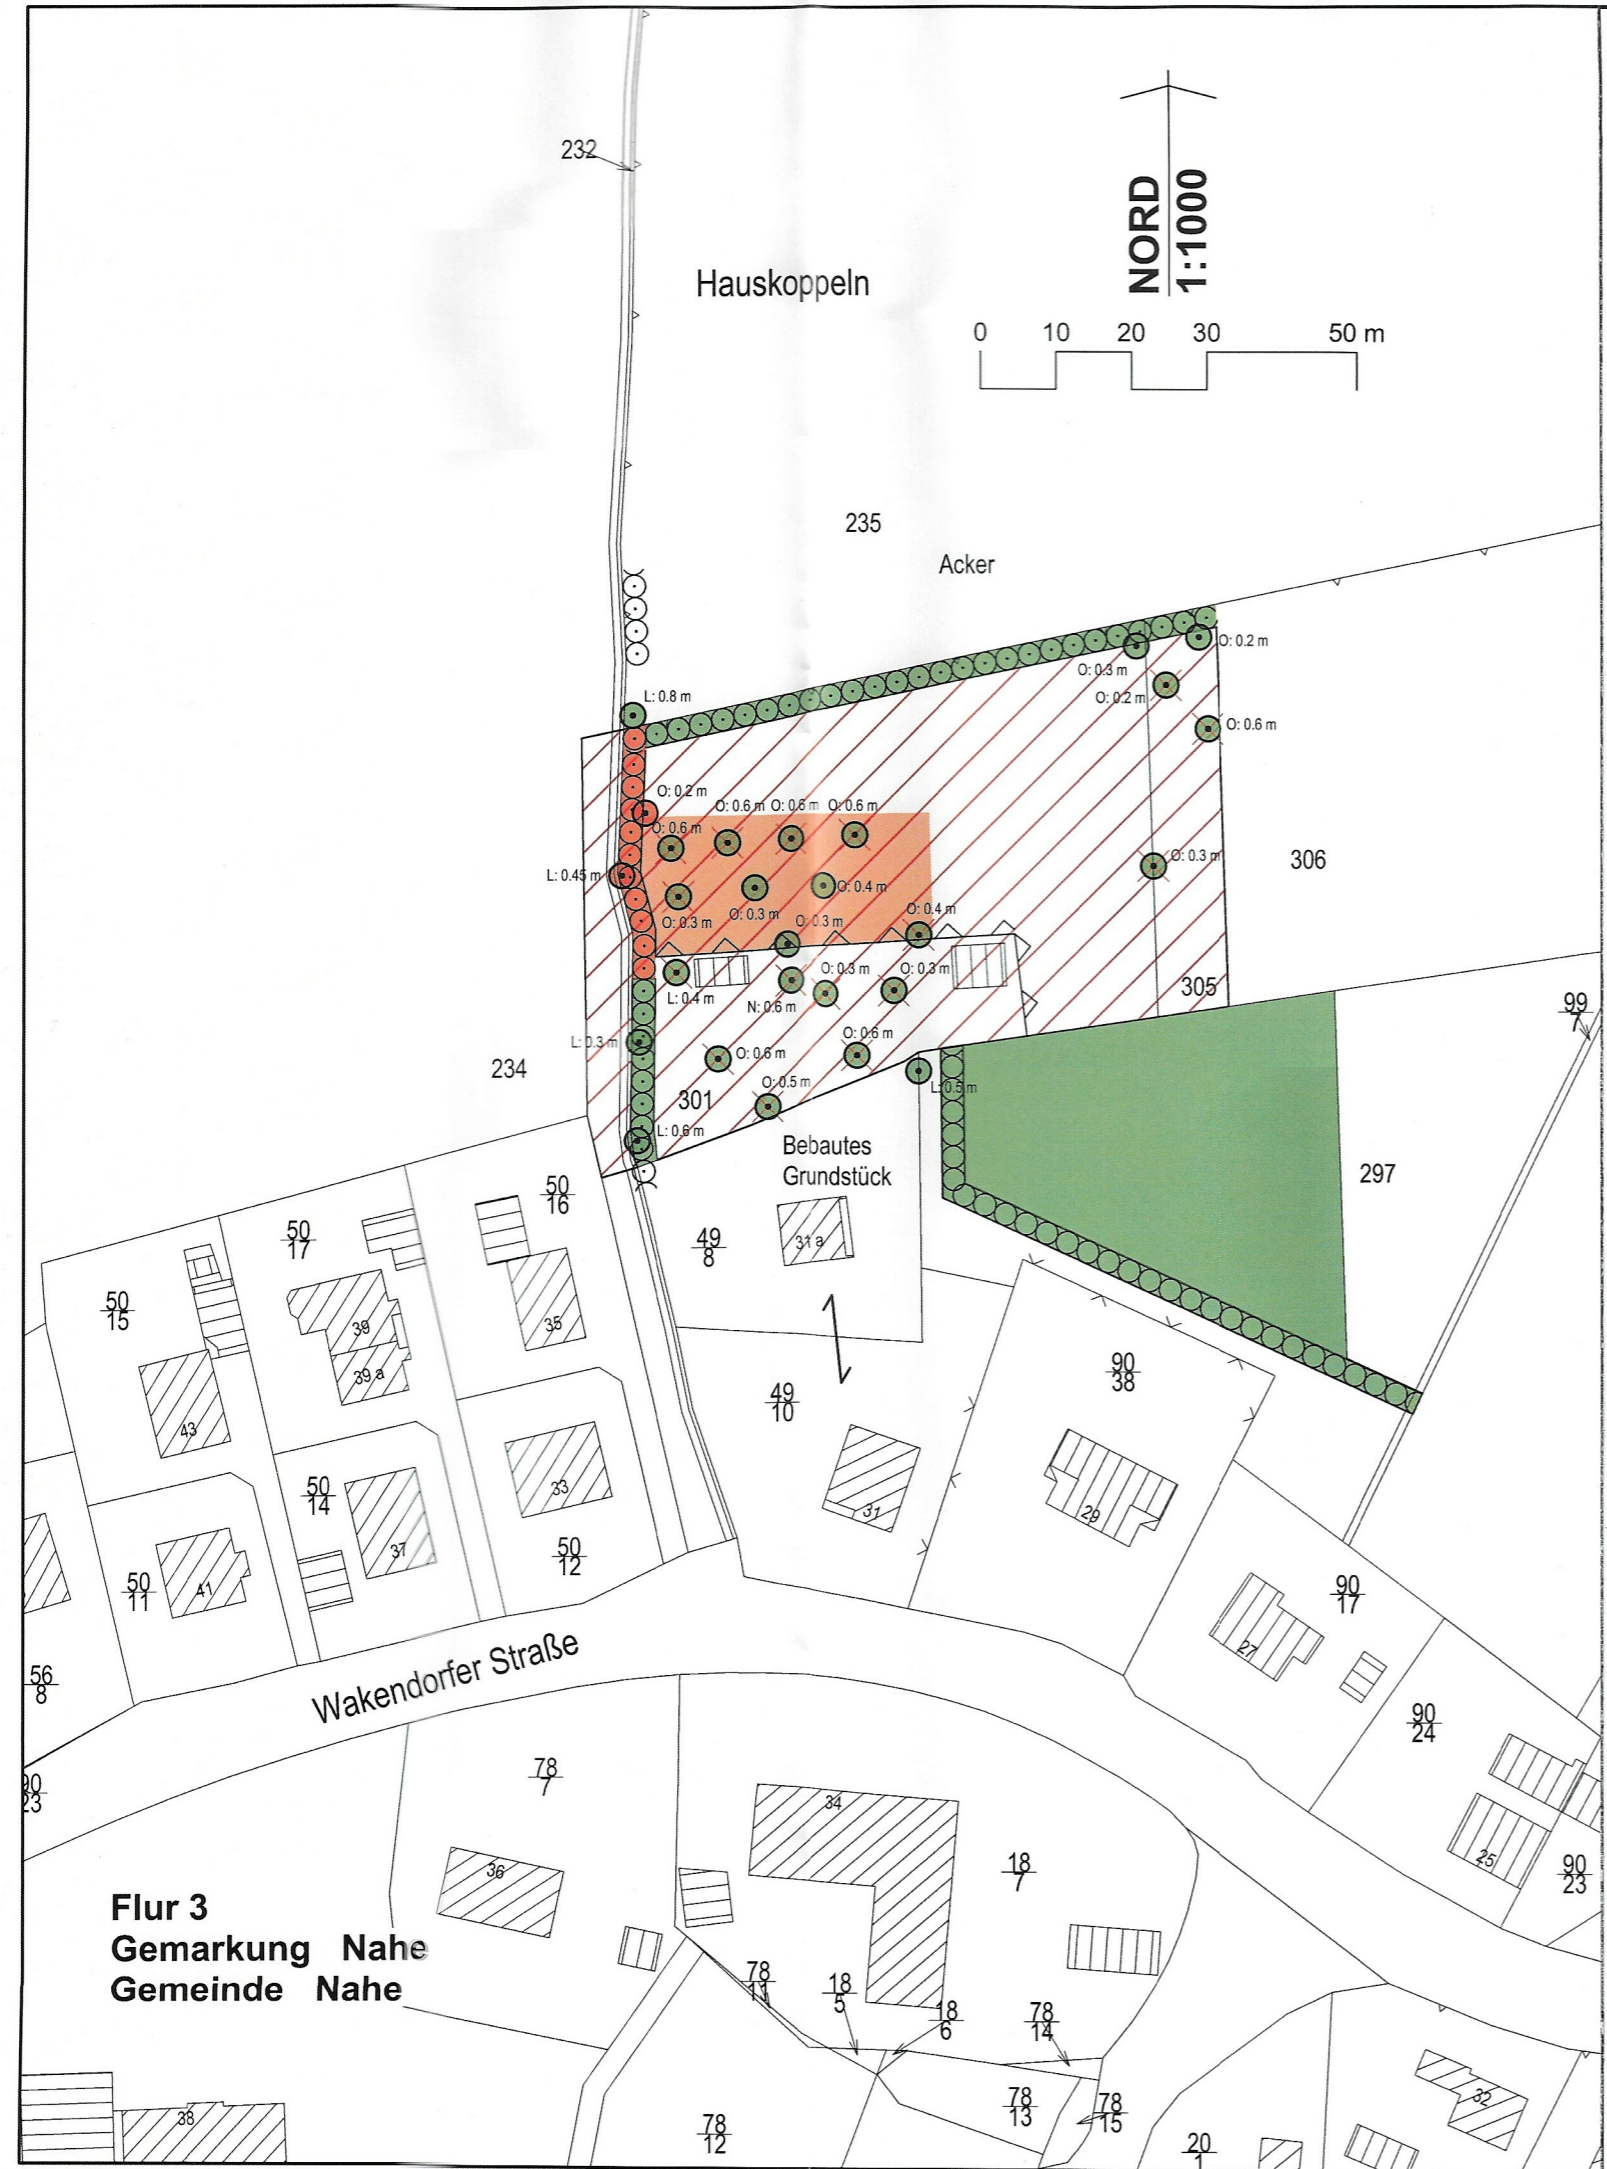 232
NORD
1:1000
Hauskoppeln
0 10 20 30 50 m
235
Acker
O: 0.2 m
O: 0.3 m
O: 0.2 m
L: 0.8 m
O: 0.6 m
O: 0.2 m
O: 0.6 m O: 0.6 m O: 0.6 m
O: 0.6 m
O: 0.3 m
306
L: 0.45 m
O: 0.4 m
O: 0.3 m O: 0.3 m O: 0.3 m O: 0.4 m
O: 0.3 m O: 0.3 m
305
L: 0.4 m
N: 0.6 m
99
7
L: 0.3 m
O: 0.6 m
O: 0.6 m
234
O: 0.5 m
L: 0.5 m
301
L: 0.6 m
Bebautes
Grundstück
297
50
16
50
17
49
8
31a
50
15
39
35
39 a
90
38
49
10
43
50
14
33
31
29
37
50
12
50
11
41
90
17
27
Wakendorfer Straße
56
8
90
24
78
7
90
23
34
36
18
7
25
90
23
Flur 3
Gemarkung Nahe
Gemeinde Nahe
78
11
18
5
18
6
78
14
32
38
78
13
78
15
78
12
20
1